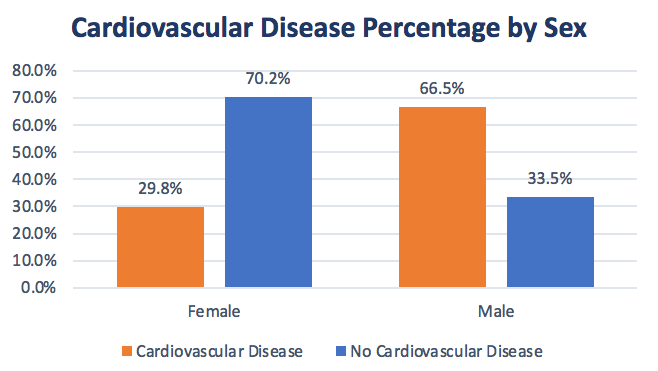 Cardiovascular Disease Percentage by Sex
80.0%
70.0%
60.0%
50.0%
40.0%
30.0%
20.0%
10.0%
0.0%
29.8%
70.2%
66.5%
33.5%
Female
Male
Cardiovascular Disease
No Cardiovascular Disease